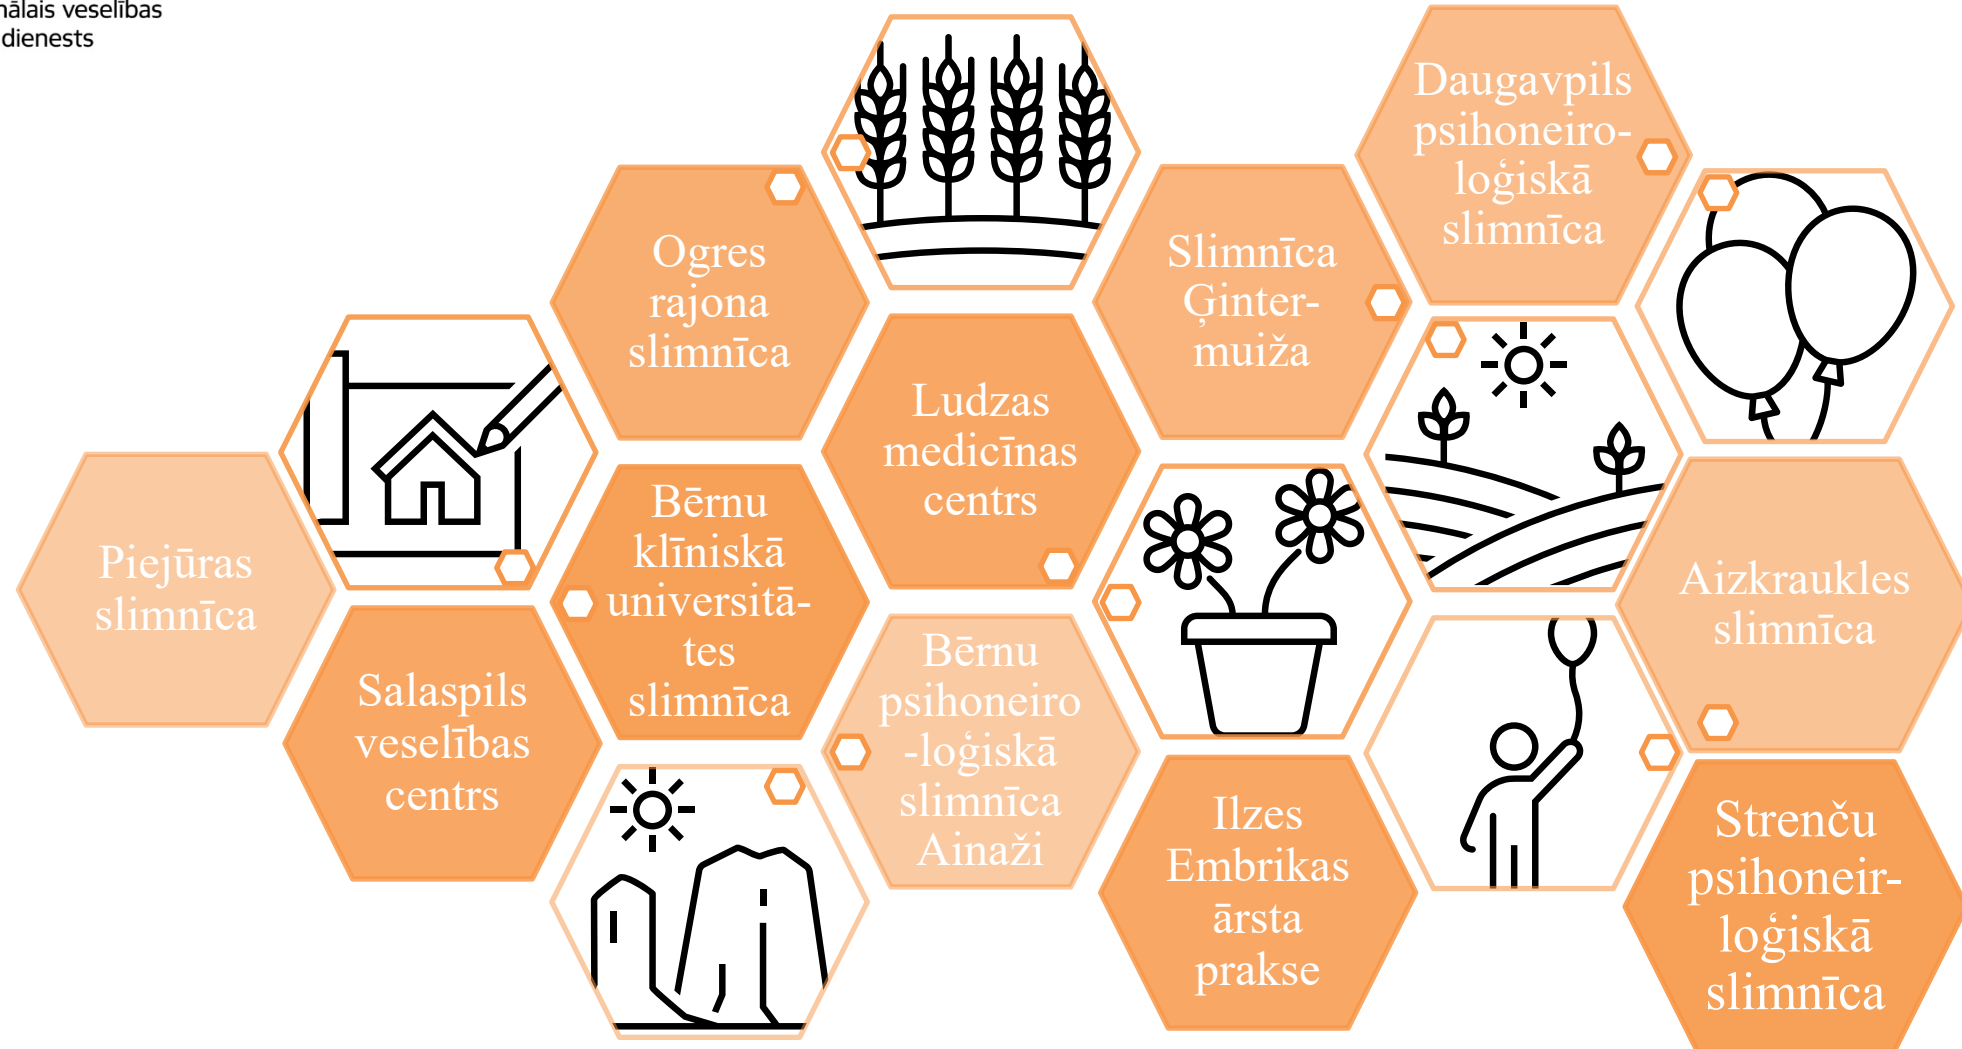 dienests
Daugavpils
psihoneiro-
loģiskā
slimnīca
Ogres
rajona
slimnīca
Slimnīca
Ģinter-
muiža
Ludzas
medicīnas
centrs
Piejūras
slimnīca
Bērnu
klīniskā
universitā-
tes
slimnīca
Aizkraukles
slimnīca
Salaspils
veselības
centrs
Bērnu
psihoneiro
-loģiskā
slimnīca
Ainaži
Ilzes
Embrikas
ārsta
prakse
Strenču
psihoneir-
loģiskā
slimnīca